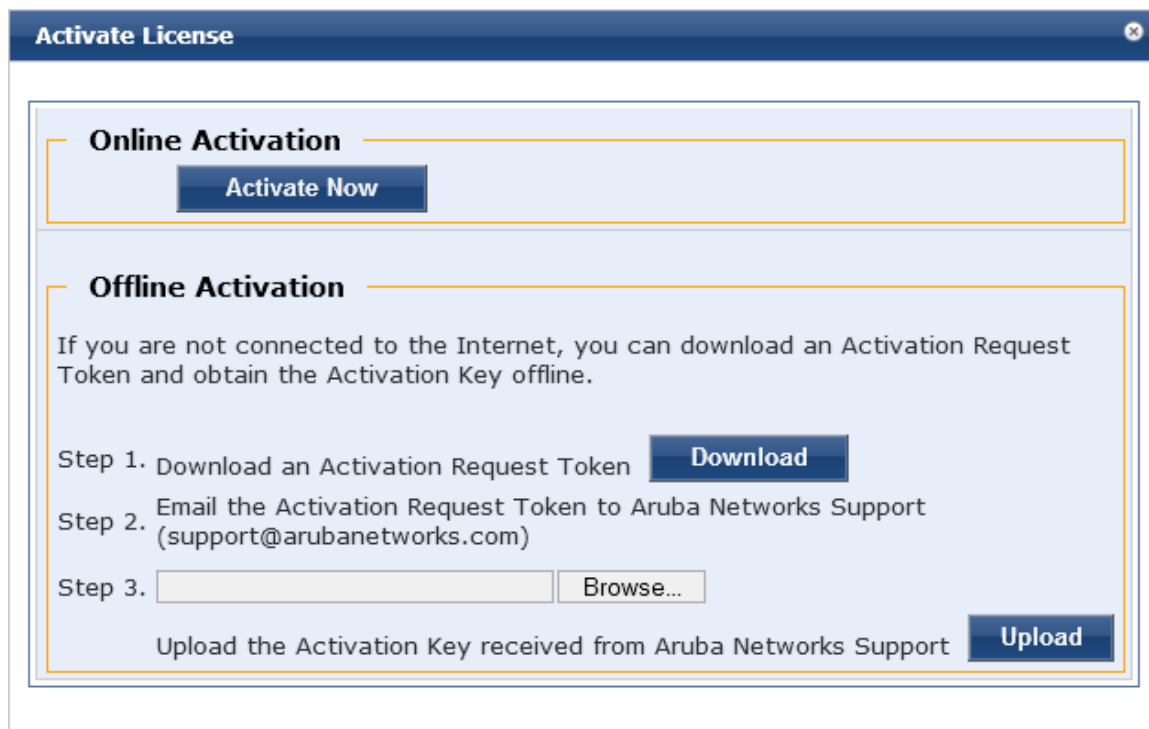 Activate License
Online Activation
Activate Now
Offline Activation
If you are not connected to the Internet, you can download an Activation Request
Token and obtain the Activation Key offline.
Step 1. Download an Activation Request Token Download
Step 2. Email the Activation Request Token to Aruba Networks Support
(support@arubanetworks.com)
Step 3. Browse...
Upload the Activation Key received from Aruba Networks Support Upload